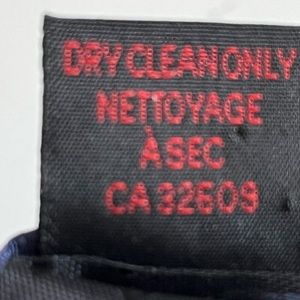 DRY CLEAN ONLY
NETTOYAGE
À SEC
CA 32609